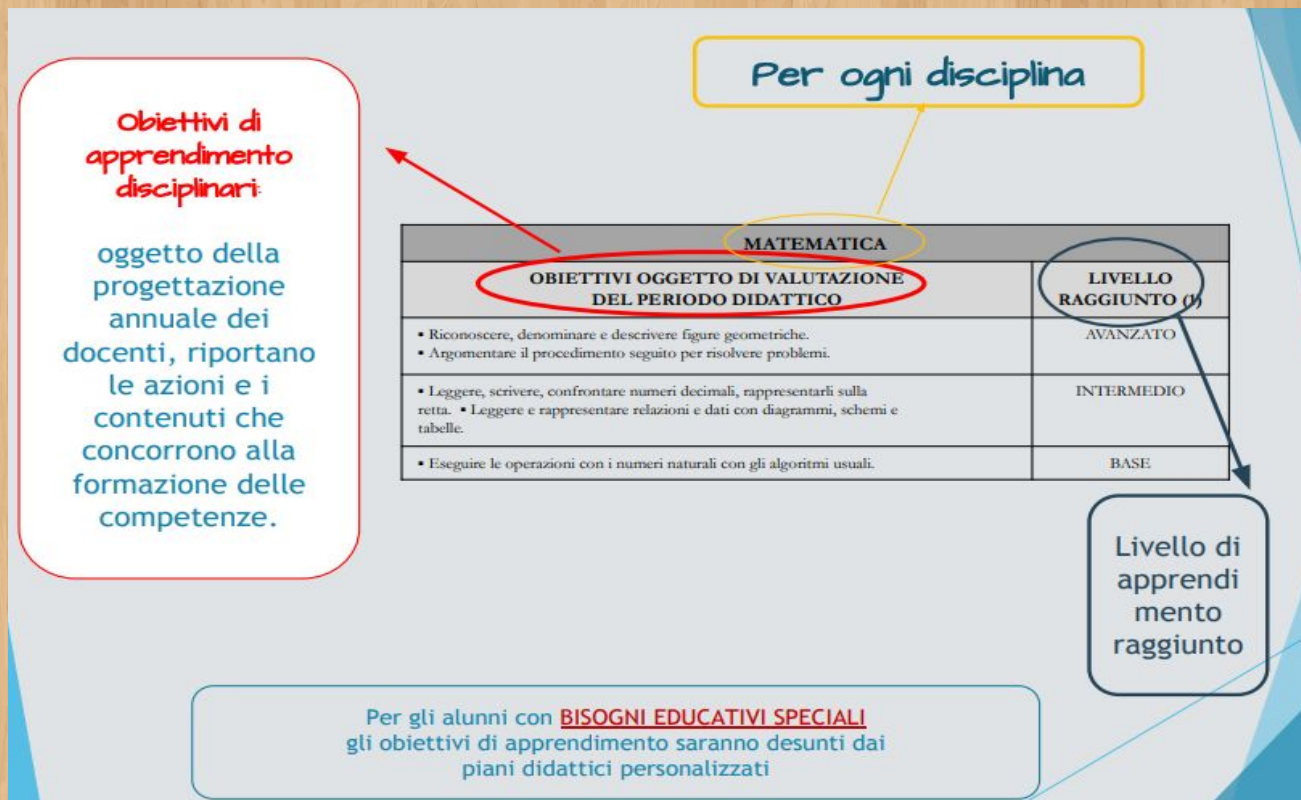 Per ogni disciplina
Obiettivi di
apprendimento
disciplinari:
oggetto della
progettazione
annuale dei
docenti, riportano
le azioni e i
contenuti che
concorrono alla
formazione delle
competenze.
MATEMATICA
OBIETTIVI OGGETTO DI VALUTAZIONE
DEL PERIODO DIDATTICO
LIVELLO
RAGGIUNTO (1)
▪ Riconoscere, denominare e descrivere figure geometriche.
▪ Argomentare il procedimento seguito per risolvere problemi.
AVANZATO
▪ Leggere, scrivere, confrontare numeri decimali, rappresentarli sulla
retta. ▪ Leggere e rappresentare relazioni e dati con diagrammi, schemi e
tabelle.
INTERMEDIO
▪ Eseguire le operazioni con i numeri naturali con gli algoritmi usuali.
BASE
Livello di
apprendi
mento
raggiunto
Per gli alunni con BISOGNI EDUCATIVI SPECIALI
gli obiettivi di apprendimento saranno desunti dai
piani didattici personalizzati